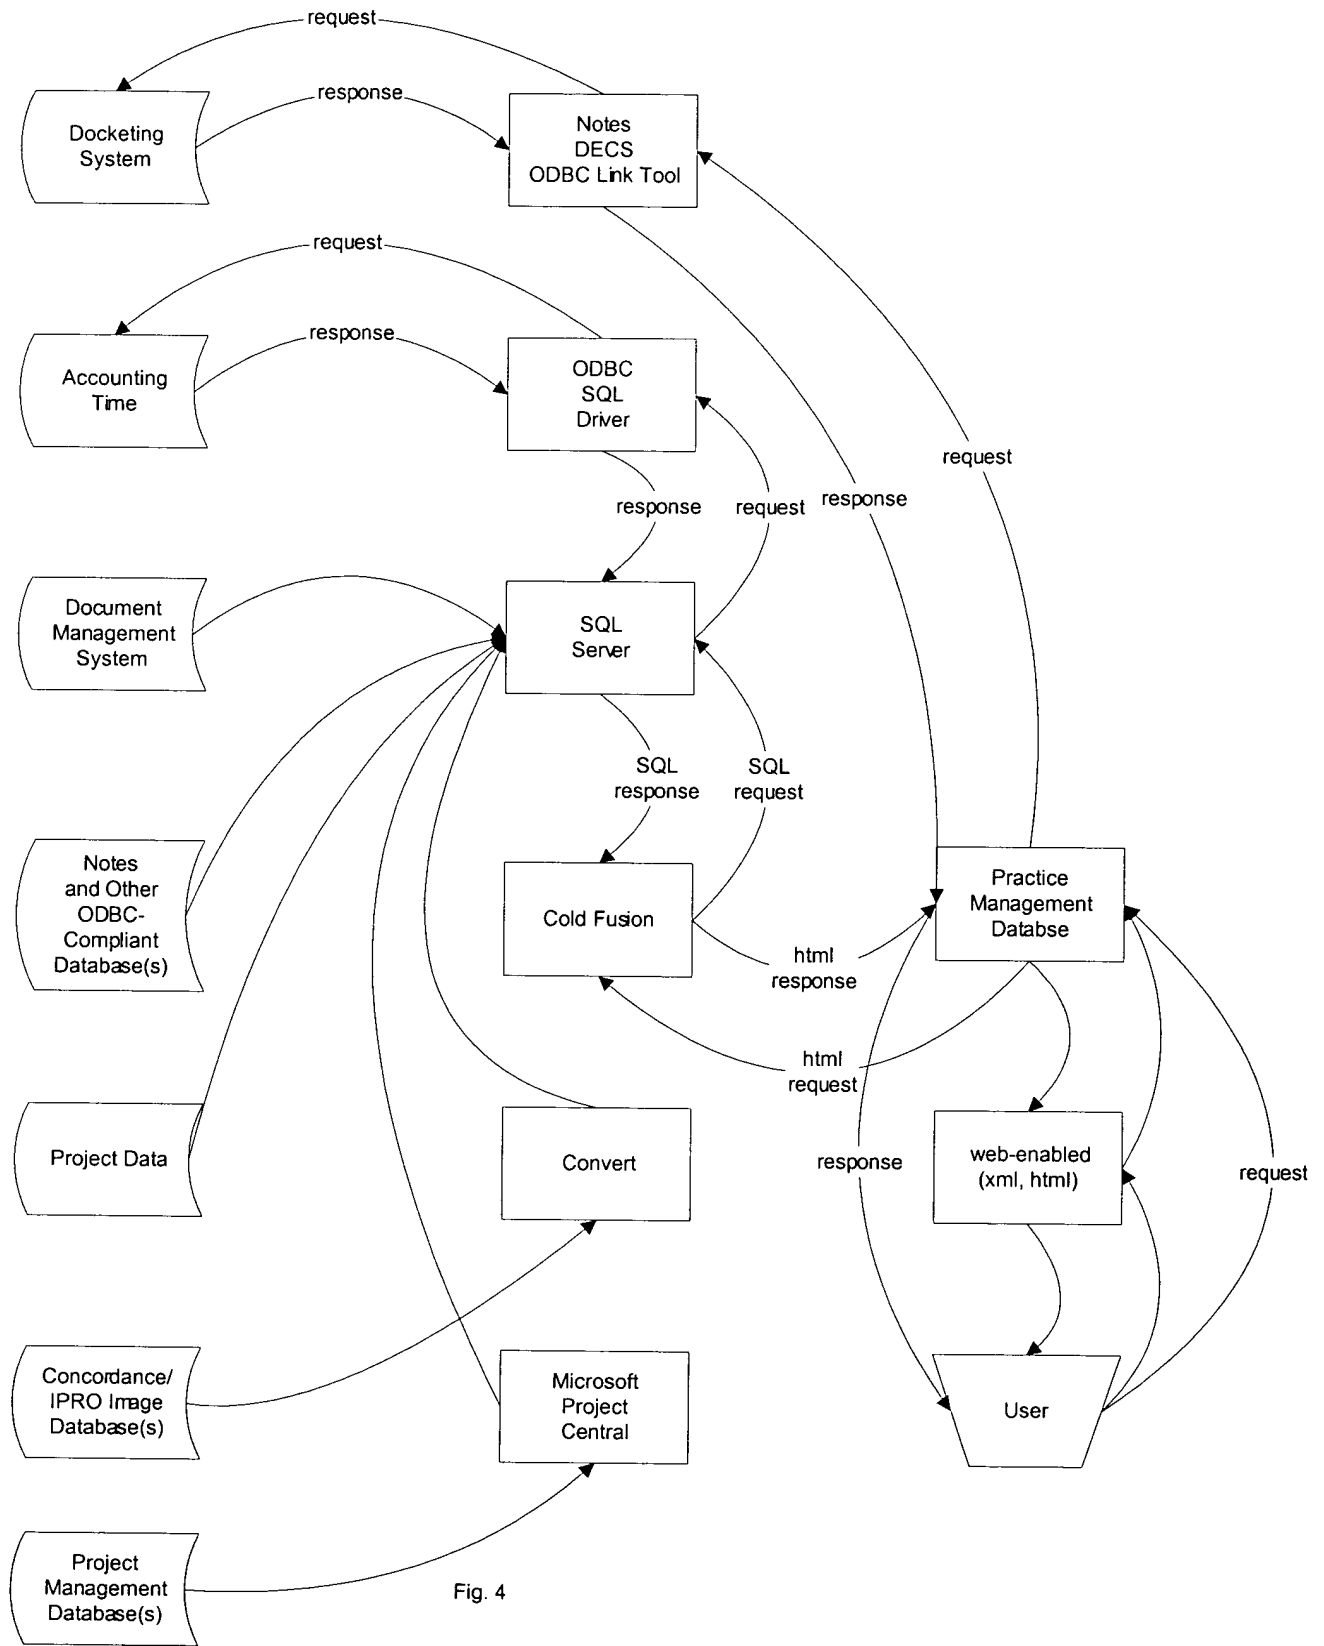 request
Docketing
System
response
Notes
DECS
ODBC Link Tool
request
Accounting
Time
response
ODBC
SQL
Driver
request
response
response
request
Document
Management
System
SQL
Server
SQL
response
SQL
request
Notes
and Other
ODBC-
Compliant
Database(s)
Cold Fusion
html
response
Practice
Management
Databse
html
request
Project Data
Convert
response
web-enabled
(xml, html)
request
Concordance/
IPRO Image
Database(s)
Microsoft
Project
Central
User
Project
Management
Database(s)
Fig. 4